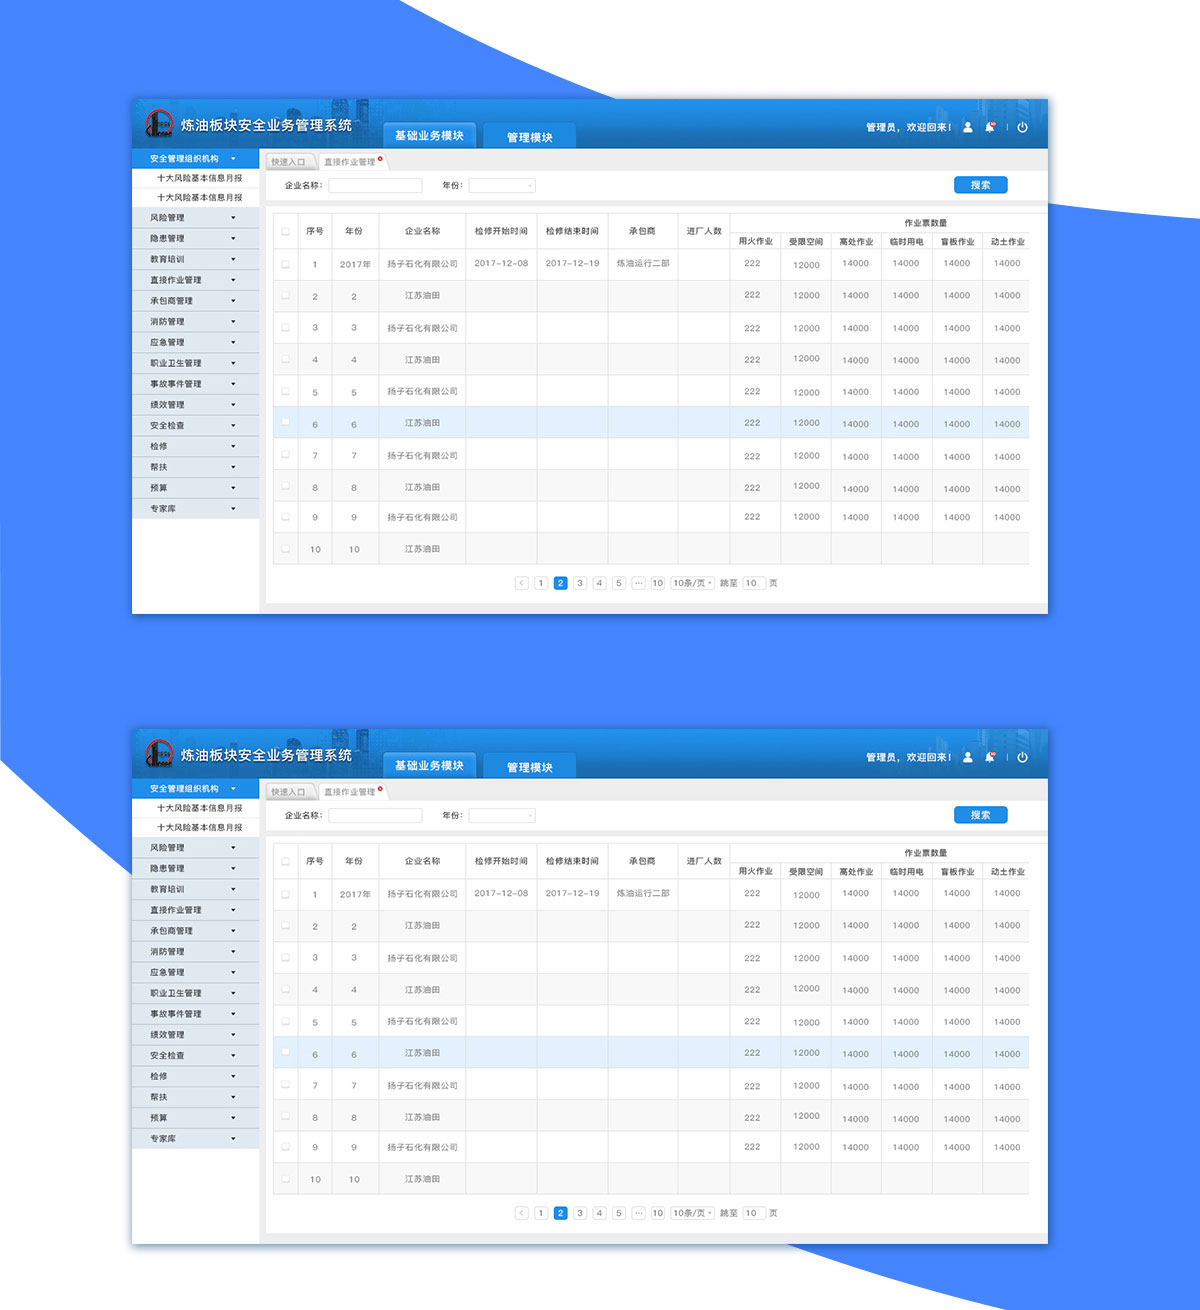 炼油板块安全业务管理系统
基础业务模块 管理模块
管理员，欢迎回来！
安全管理组织机构
十大风险基本信息月报
十大风险基本信息月报
风险管理
隐患管理
教育培训
直接作业管理
承包商管理
消防管理
应急管理
职业卫生管理
事故事件管理
绩效管理
安全检查
检修
帮扶
预算
专家库
快速入口 直接作业管理
企业名称： 年份： 搜索
序号 年份 企业名称 检修开始时间 检修结束时间 承包商 进厂人数 作业票数量
用火作业 受限空间 高处作业 临时用电 盲板作业 动土作业
1 2017年 扬子石化有限公司 2017-12-08 2017-12-19 炼油运行二部 222 12000 14000 14000 14000 14000
2 2 江苏油田 222 12000 14000 14000 14000 14000
3 3 扬子石化有限公司 222 12000 14000 14000 14000 14000
4 4 江苏油田 222 12000 14000 14000 14000 14000
5 5 扬子石化有限公司 222 12000 14000 14000 14000 14000
6 6 江苏油田 222 12000 14000 14000 14000 14000
7 7 扬子石化有限公司 222 12000 14000 14000 14000 14000
8 8 江苏油田 222 12000 14000 14000 14000 14000
9 9 扬子石化有限公司 222 12000 14000 14000 14000 14000
10 10 江苏油田
< 1 2 3 4 5 ··· 10 10条/页 跳至 10 页
炼油板块安全业务管理系统
基础业务模块 管理模块
管理员，欢迎回来！
安全管理组织机构
十大风险基本信息月报
十大风险基本信息月报
风险管理
隐患管理
教育培训
直接作业管理
承包商管理
消防管理
应急管理
职业卫生管理
事故事件管理
绩效管理
安全检查
检修
帮扶
预算
专家库
快速入口 直接作业管理
企业名称： 年份： 搜索
序号 年份 企业名称 检修开始时间 检修结束时间 承包商 进厂人数 作业票数量
用火作业 受限空间 高处作业 临时用电 盲板作业 动土作业
1 2017年 扬子石化有限公司 2017-12-08 2017-12-19 炼油运行二部 222 12000 14000 14000 14000 14000
2 2 江苏油田 222 12000 14000 14000 14000 14000
3 3 扬子石化有限公司 222 12000 14000 14000 14000 14000
4 4 江苏油田 222 12000 14000 14000 14000 14000
5 5 扬子石化有限公司 222 12000 14000 14000 14000 14000
6 6 江苏油田 222 12000 14000 14000 14000 14000
7 7 扬子石化有限公司 222 12000 14000 14000 14000 14000
8 8 江苏油田 222 12000 14000 14000 14000 14000
9 9 扬子石化有限公司 222 12000 14000 14000 14000 14000
10 10 江苏油田
< 1 2 3 4 5 ··· 10 10条/页 跳至 10 页